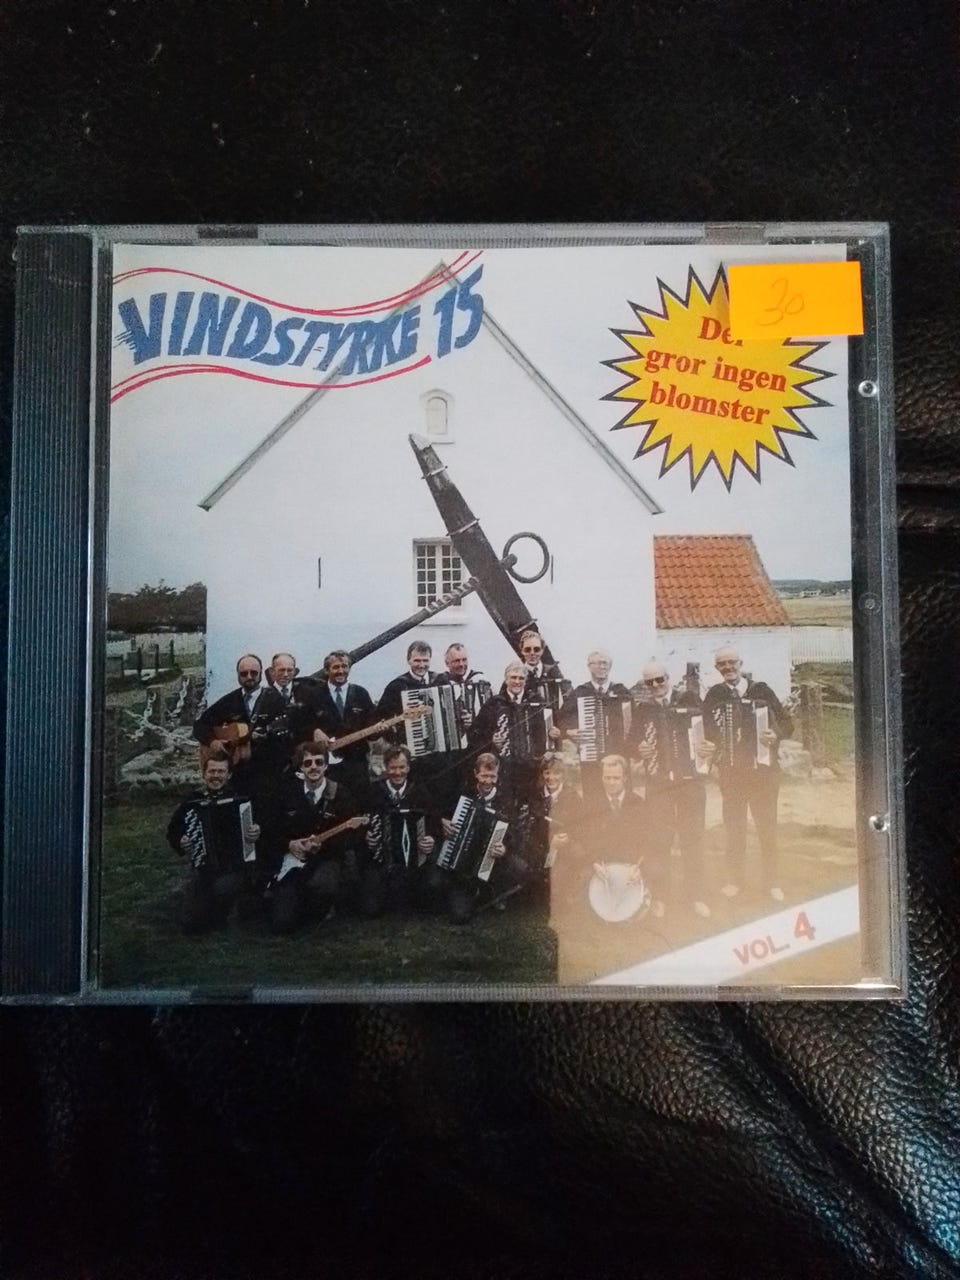 VINDSTYRKE 15
30
Der
gror ingen
blomster
VOL. 4